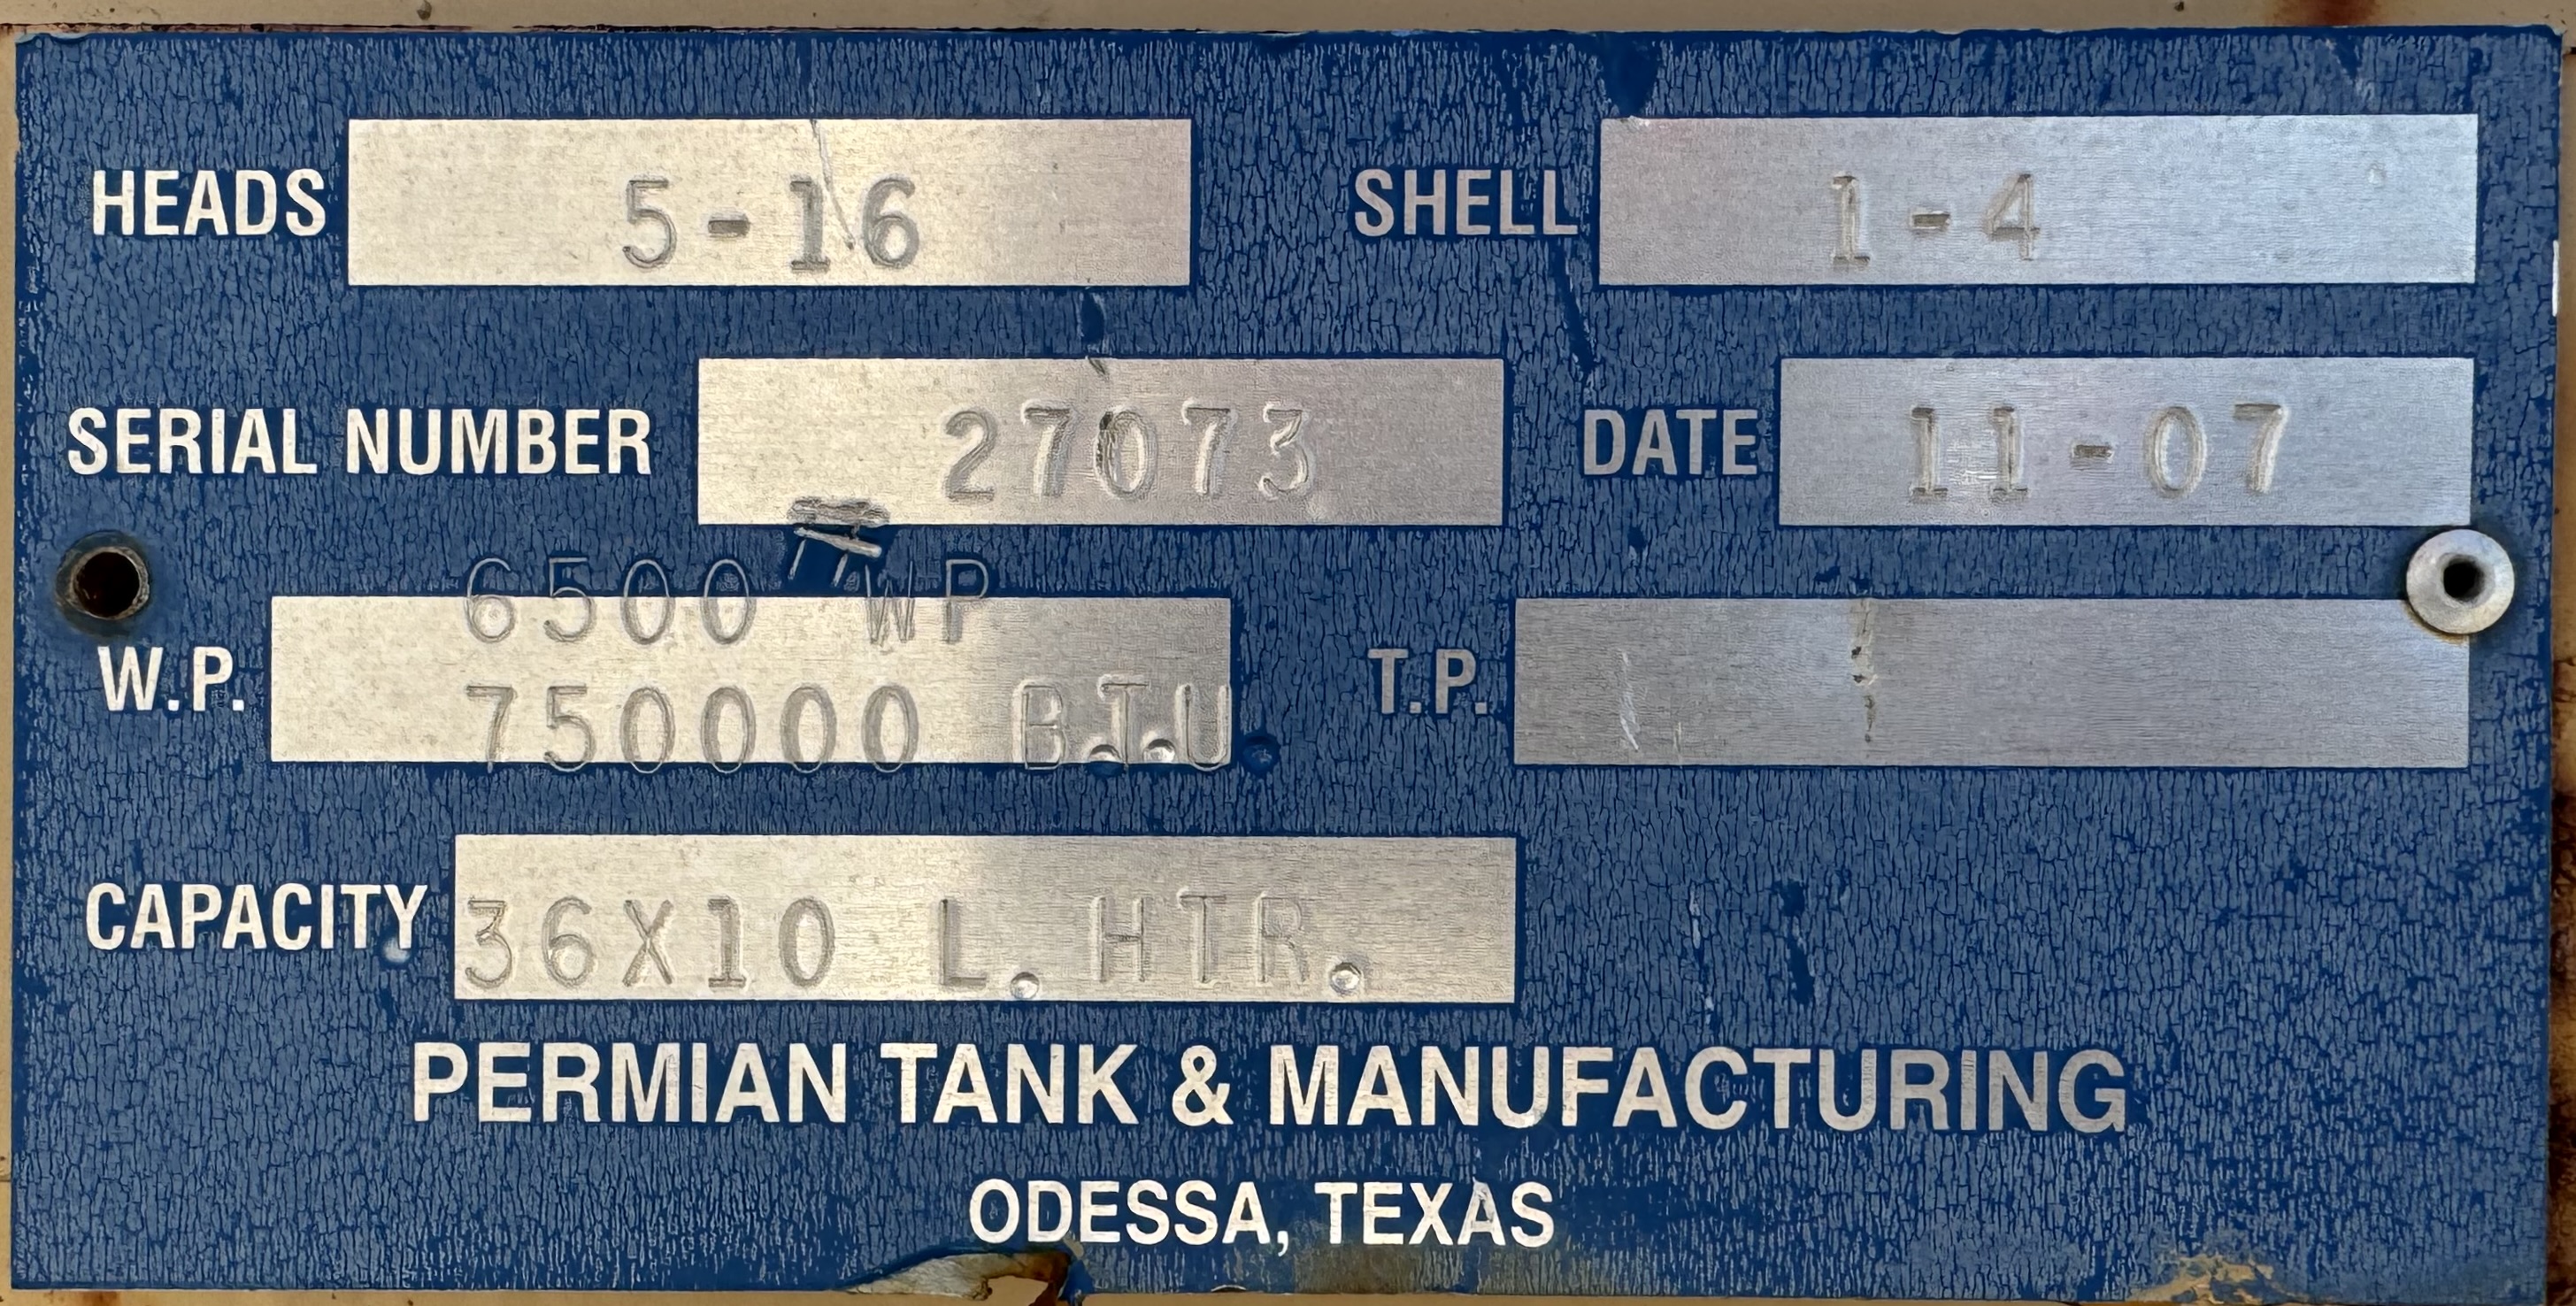 HEADS 5-16 SHELL 1-4
SERIAL NUMBER 27073 DATE 11-07
6500 WP
W.P. 750000 B.T.U. T.P.
CAPACITY 36X10 L. HTR.
PERMIAN TANK & MANUFACTURING
ODESSA, TEXAS